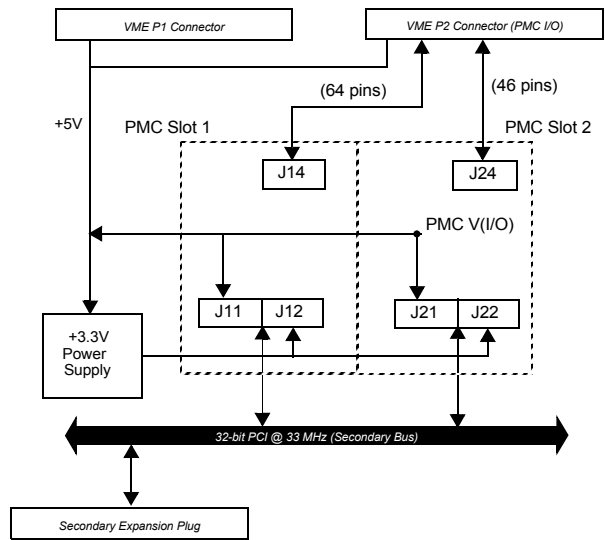 VME P1 Connector
VME P2 Connector (PMC I/O)
(64 pins)
(46 pins)
+5V
PMC Slot 1
PMC Slot 2
J14
J24
PMC V(I/O)
J11
J12
J21
J22
+3.3V
Power
Supply
32-bit PCI @ 33 MHz (Secondary Bus)
Secondary Expansion Plug